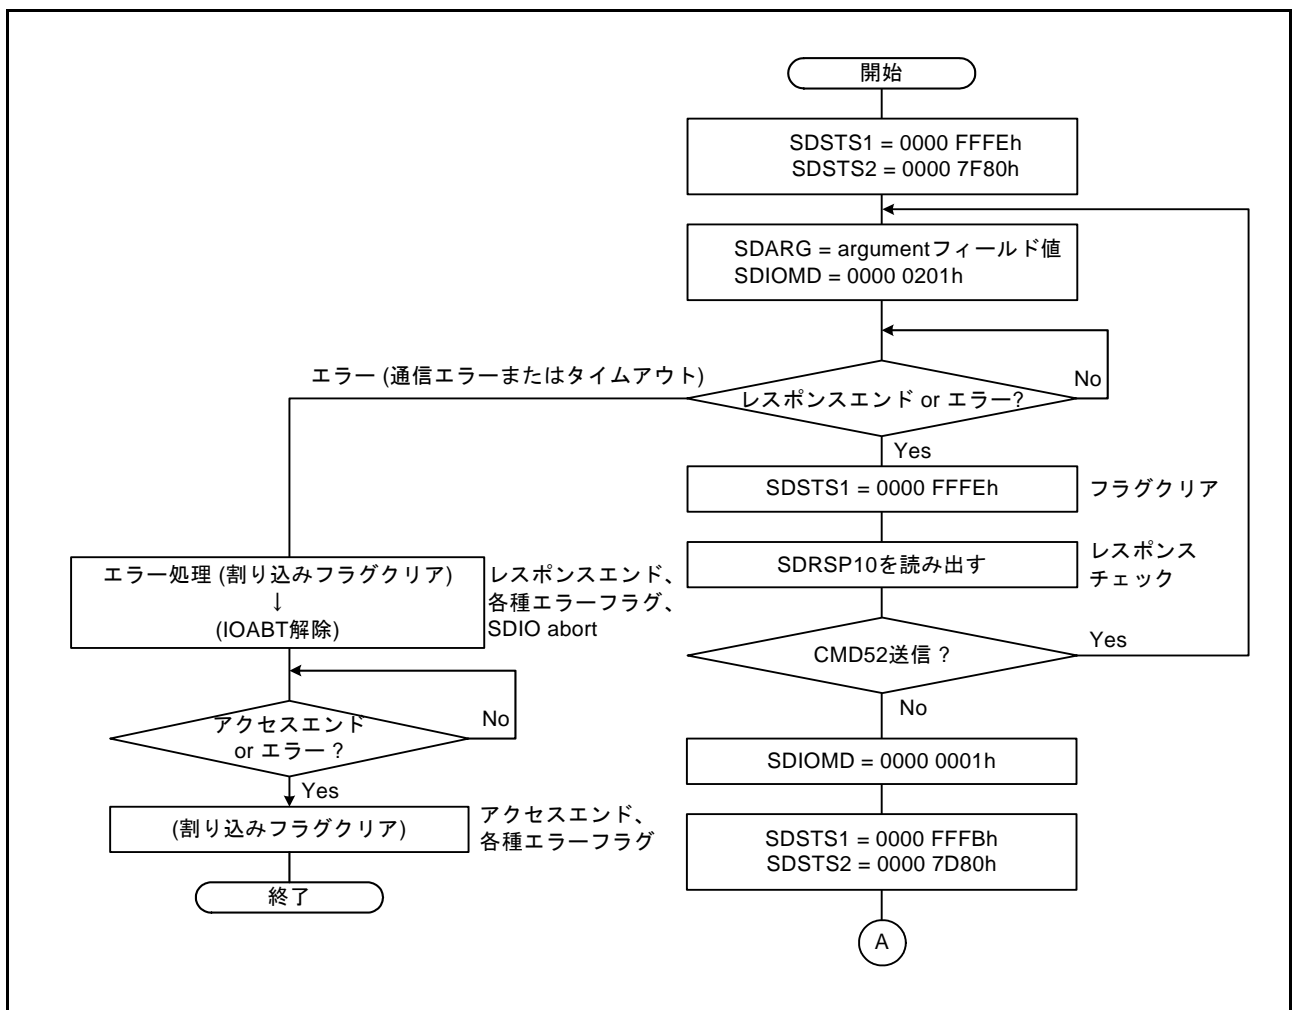 開始
SDSTS1 = 0000 FFFEh
SDSTS2 = 0000 7F80h
SDARG = argumentフィールド値
SDIOMD = 0000 0201h
エラー (通信エラーまたはタイムアウト)
レスポンスエンド or エラー?
No
Yes
SDSTS1 = 0000 FFFEh
フラグクリア
SDRSP10を読み出す
レスポンス
チェック
CMD52送信 ?
Yes
No
SDIOMD = 0000 0001h
SDSTS1 = 0000 FFFBh
SDSTS2 = 0000 7D80h
A
エラー処理 (割り込みフラグクリア)
↓
(IOABT解除)
レスポンスエンド、
各種エラーフラグ、
SDIO abort
アクセスエンド
or エラー ?
No
Yes
(割り込みフラグクリア)
アクセスエンド、
各種エラーフラグ
終了